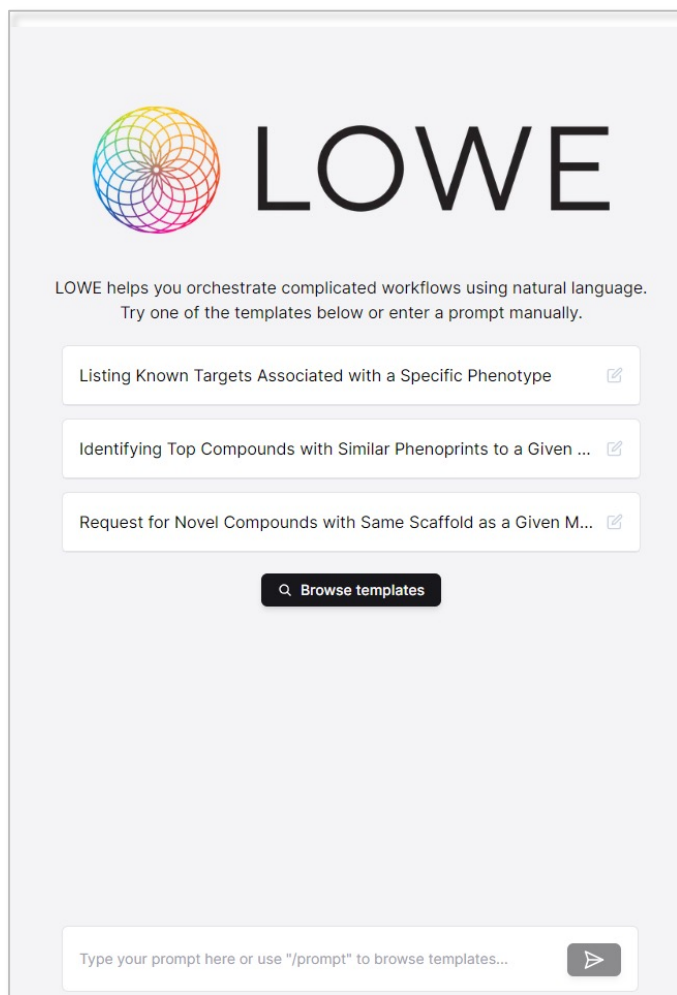 LOWE
LOWE helps you orchestrate complicated workflows using natural language.
Try one of the templates below or enter a prompt manually.
Listing Known Targets Associated with a Specific Phenotype
Identifying Top Compounds with Similar Phenoprints to a Given ...
Request for Novel Compounds with Same Scaffold as a Given M...
Browse templates
Type your prompt here or use "/prompt" to browse templates...